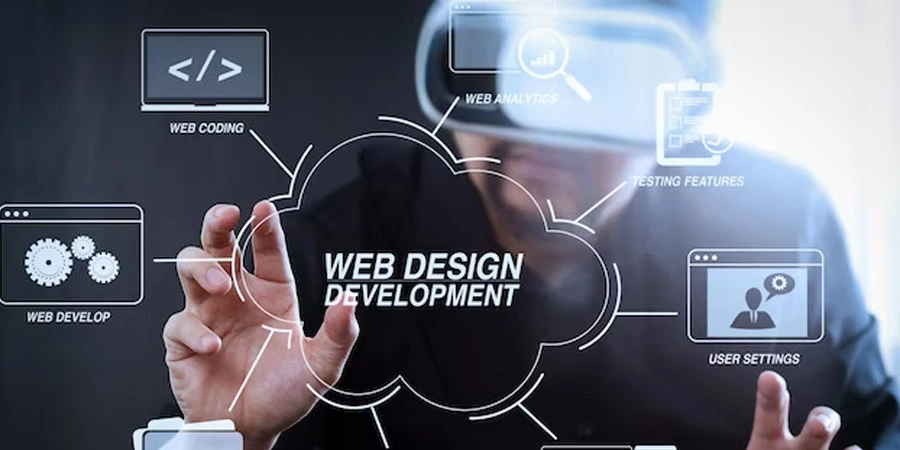 </>
WEB CODING
WEB ANALYTICS
TESTING FEATURES
WEB DEVELOP
WEB DESIGN
DEVELOPMENT
USER SETTINGS